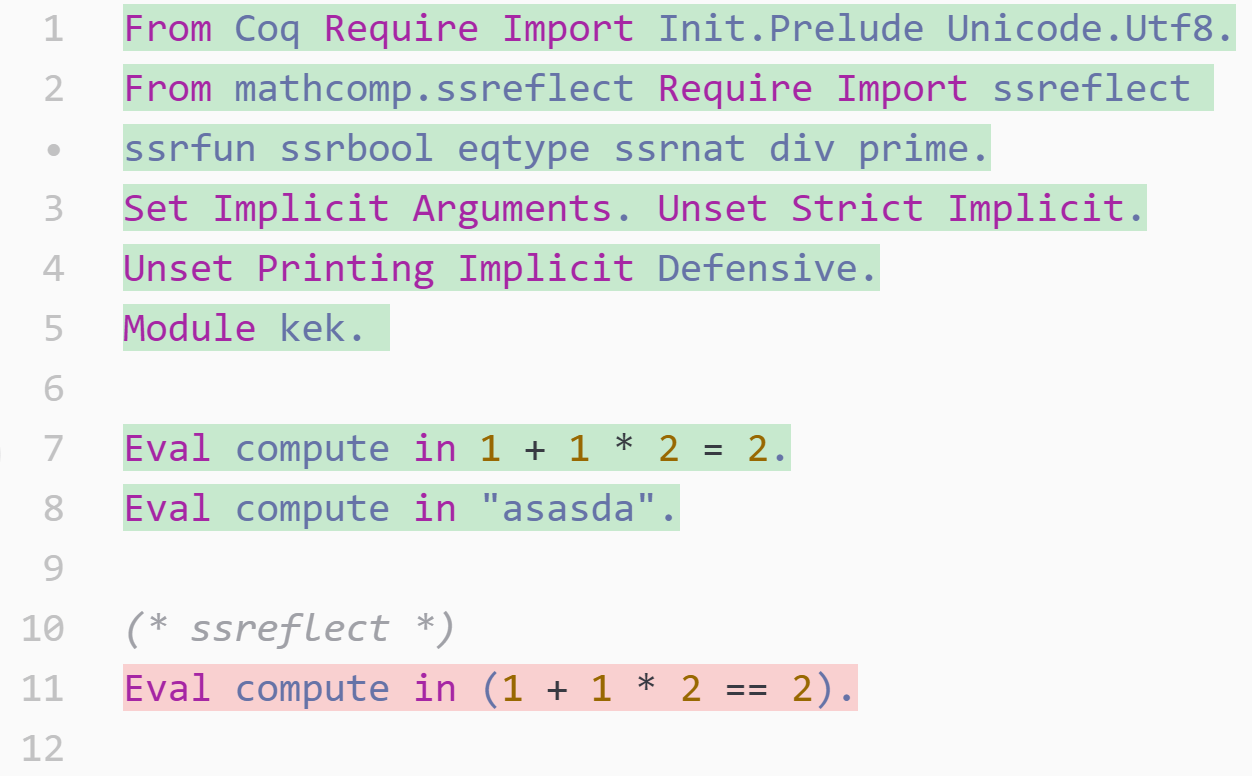 1 From Coq Require Import Init.Prelude Unicode.Utf8.
2 From mathcomp.ssreflect Require Import ssreflect
• ssrfun ssrbool eqtype ssrnat div prime.
3 Set Implicit Arguments. Unset Strict Implicit.
4 Unset Printing Implicit Defensive.
5 Module kek.
6
7 Eval compute in 1 + 1 * 2 = 2.
8 Eval compute in "asasda".
9
10 (* ssreflect *)
11 Eval compute in (1 + 1 * 2 == 2).
12